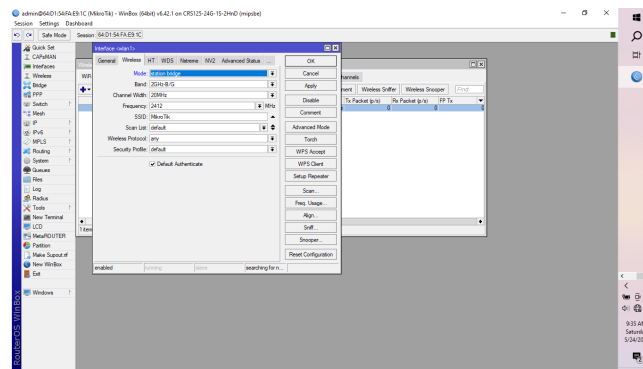 admin@64:D1:54:FA:E9:1C (MikroTik) - WinBox (64bit) v6.42.1 on CRS125-24G-1S-2HnD (mipsbe)
Session Settings Dashboard
Safe Mode
Session: 64:D1:54:FA:E9:1C
Quick Set
CAPsMAN
Interfaces
Wireless
Bridge
PPP
Switch
Mesh
IP
IPv6
MPLS
Routing
System
Queues
Files
Log
Radius
Tools
New Terminal
LCD
MetaROUTER
Partition
Make Supout.rif
New WinBox
Exit
Windows
RouterOS WinBox
Interface <wlan1>
General Wireless HT WDS Nstreme NV2 Advanced Status ...
Mode: station bridge
Band: 2GHz-B/G
Channel Width: 20MHz
Frequency: 2412 MHz
SSID: MikroTik
Scan List: default
Wireless Protocol: any
Security Profile: default
Default Authenticate
OK
Cancel
Apply
Disable
Comment
Advanced Mode
Torch
WPS Accept
WPS Client
Setup Repeater
Scan...
Freq. Usage...
Align...
Sniff...
Snooper...
Reset Configuration
enabled running slave searching for n...
hannels
ment Wireless Sniffer Wireless Snooper Find
Tx Packet (p/s) Rx Packet (p/s) FP Tx
0 0
1 item
9:35 AM
Saturd
5/24/20